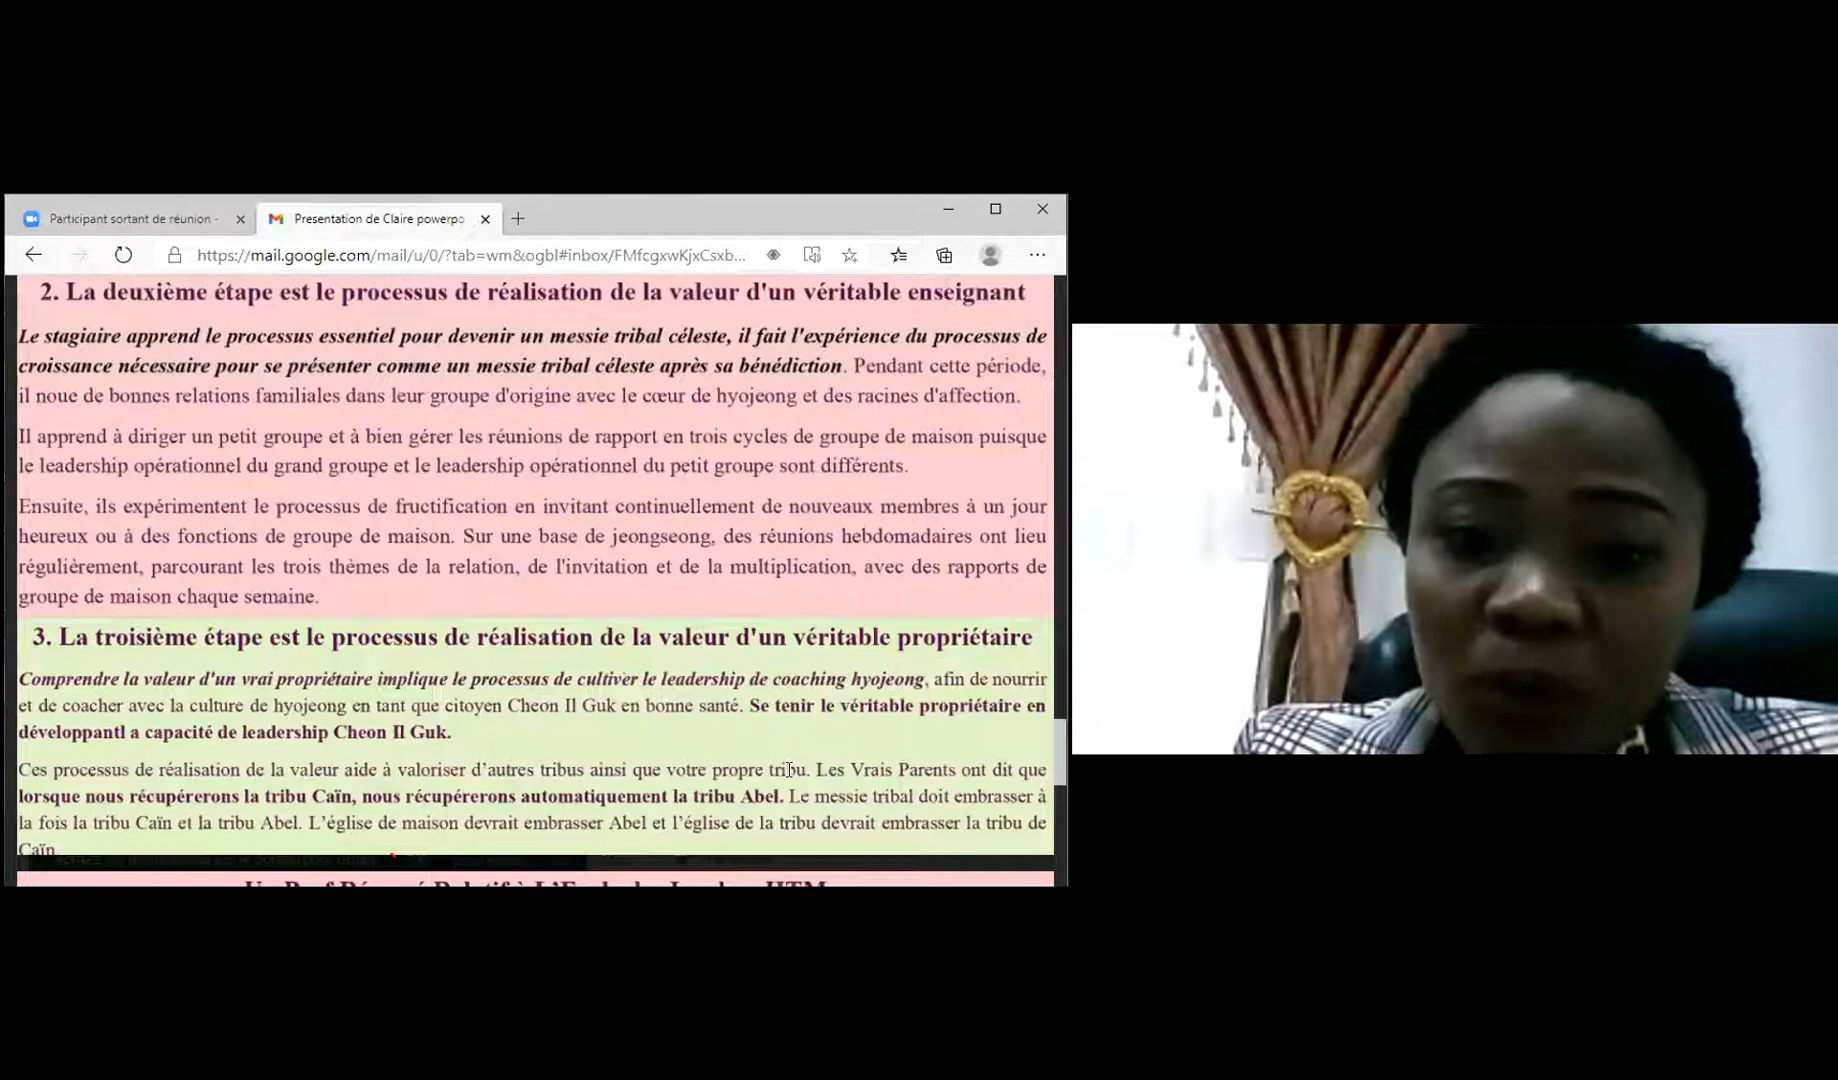 Participant sortant de réunion -
Presentation de Claire powerpo
https://mail.google.com/mail/u/0/?tab=wm&ogbl#inbox/FMfcgxwKjxCsxb...
2. La deuxième étape est le processus de réalisation de la valeur d'un véritable enseignant
Le stagiaire apprend le processus essentiel pour devenir un messie tribal céleste, il fait l'expérience du processus de
croissance nécessaire pour se présenter comme un messie tribal céleste après sa bénédiction. Pendant cette période,
il noue de bonnes relations familiales dans leur groupe d'origine avec le cœur de hyojeong et des racines d'affection.
Il apprend à diriger un petit groupe et à bien gérer les réunions de rapport en trois cycles de groupe de maison puisque
le leadership opérationnel du grand groupe et le leadership opérationnel du petit groupe sont différents.
Ensuite, ils expérimentent le processus de fructification en invitant continuellement de nouveaux membres à un jour
heureux ou à des fonctions de groupe de maison. Sur une base de jeongseong, des réunions hebdomadaires ont lieu
régulièrement, parcourant les trois thèmes de la relation, de l'invitation et de la multiplication, avec des rapports de
groupe de maison chaque semaine.
3. La troisième étape est le processus de réalisation de la valeur d'un véritable propriétaire
Comprendre la valeur d'un vrai propriétaire implique le processus de cultiver le leadership de coaching hyojeong, afin de nourrir
et de coacher avec la culture de hyojeong en tant que citoyen Cheon Il Guk en bonne santé. Se tenir le véritable propriétaire en
développantl a capacité de leadership Cheon Il Guk.
Ces processus de réalisation de la valeur aide à valoriser d’autres tribus ainsi que votre propre tribu. Les Vrais Parents ont dit que
lorsque nous récupérerons la tribu Caïn, nous récupérerons automatiquement la tribu Abel. Le messie tribal doit embrasser à
la fois la tribu Caïn et la tribu Abel. L’église de maison devrait embrasser Abel et l’église de la tribu devrait embrasser la tribu de
Caïn